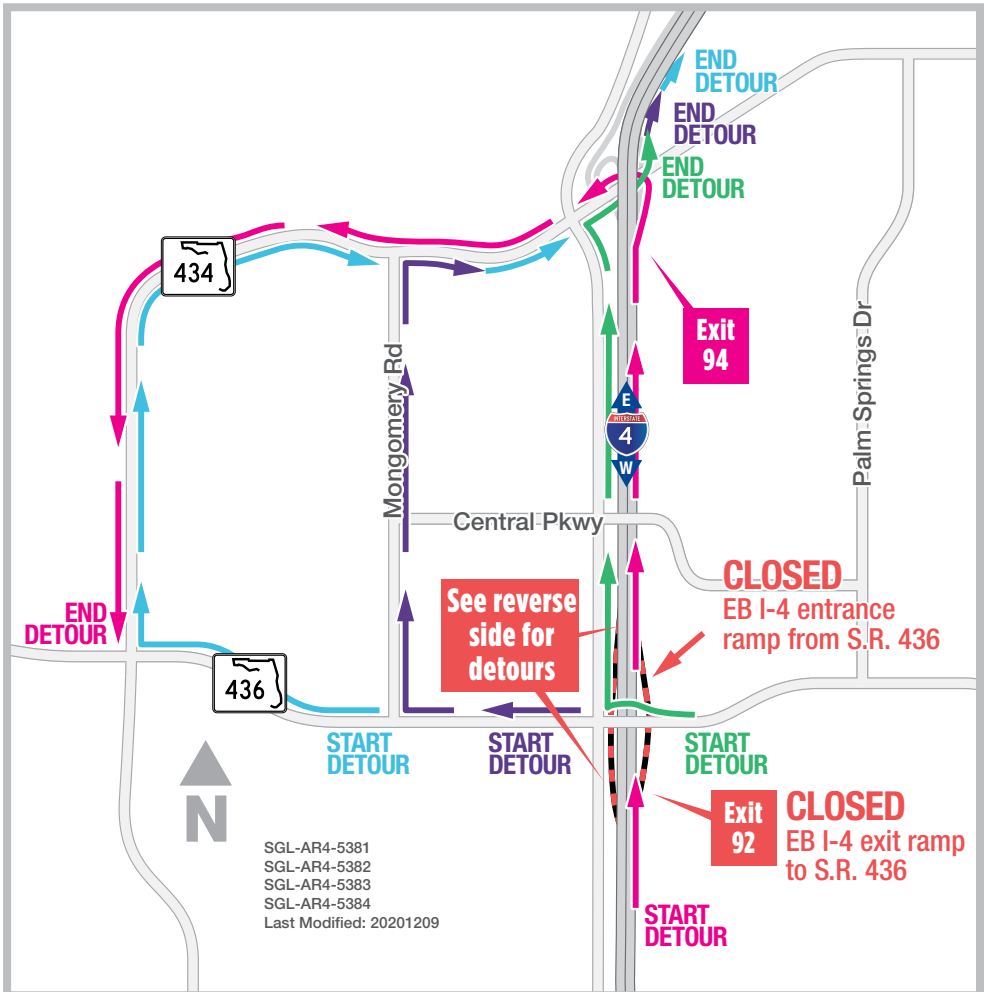 END
DETOUR
END
DETOUR
END
DETOUR
434
Exit
94
Mongomery Rd
Palm Springs Dr
E
INTERSTATE
4
W
Central Pkwy
See reverse
side for
detours
CLOSED
EB I-4 entrance
ramp from S.R. 436
END
DETOUR
436
START
DETOUR
START
DETOUR
START
DETOUR
N
Exit
92
CLOSED
EB I-4 exit ramp
to S.R. 436
SGL-AR4-5381
SGL-AR4-5382
SGL-AR4-5383
SGL-AR4-5384
Last Modified: 20201209
START
DETOUR